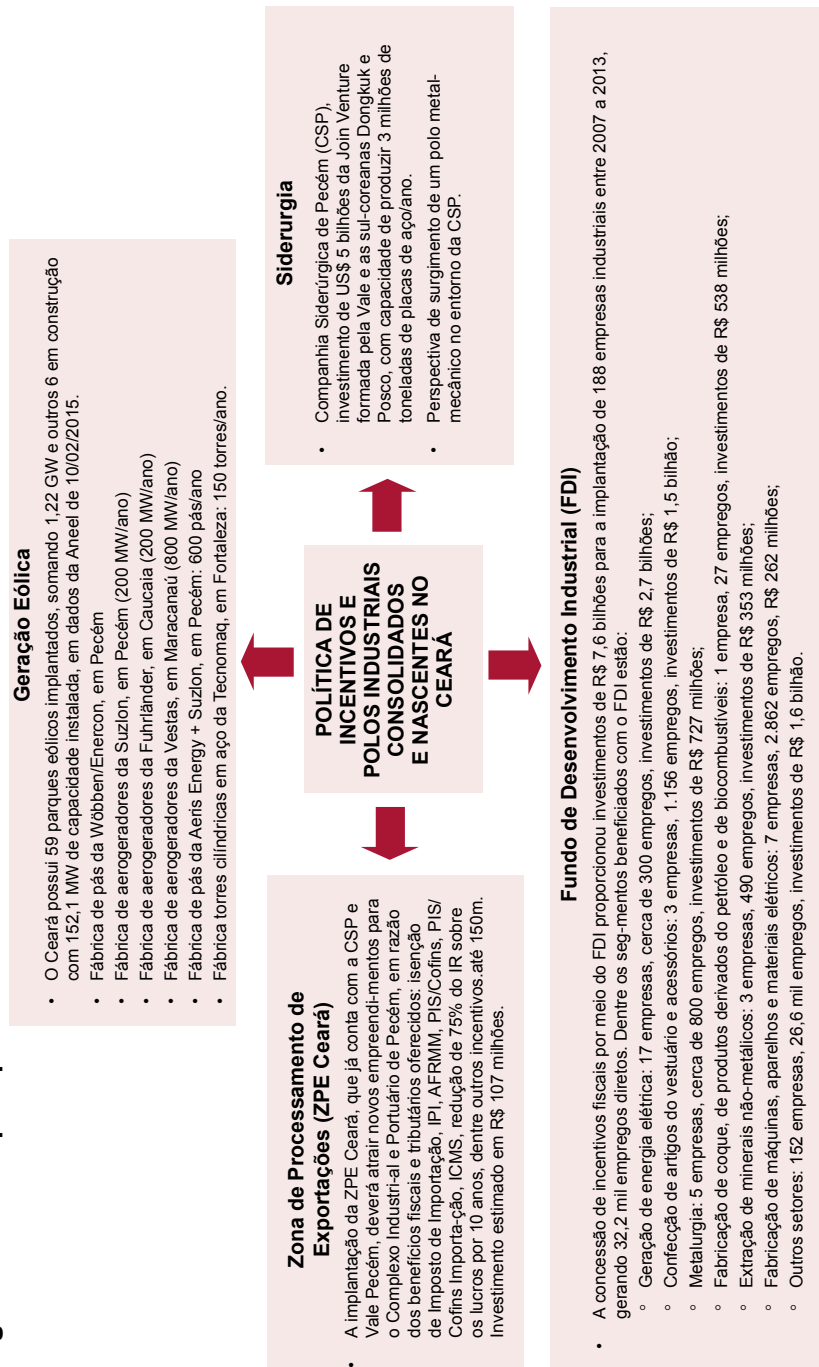 Geração Eólica
• O Ceará possui 59 parques eólicos implantados, somando 1,22 GW e outros 6 em construção
com 152,1 MW de capacidade instalada, em dados da Aneel de 10/02/2015.
• Fábrica de pás da Wöbben/Enercon, em Pecém
• Fábrica de aerogeradores da Suzlon, em Pecém (200 MW/ano)
• Fábrica de aerogeradores da Fuhrländer, em Caucaia (200 MW/ano)
• Fábrica de aerogeradores da Vestas, em Maracanaú (800 MW/ano)
• Fábrica de pás da Aeris Energy + Suzlon, em Pecém: 600 pás/ano
• Fábrica torres cilíndricas em aço da Tecnomaq, em Fortaleza: 150 torres/ano.
Zona de Processamento de
Exportações (ZPE Ceará)
• A implantação da ZPE Ceará, que já conta com a CSP e
Vale Pecém, deverá atrair novos empreendi-mentos para
o Complexo Industri-al e Portuário de Pecém, em razão
dos benefícios fiscais e tributários oferecidos: isenção
de Imposto de Importação, IPI, AFRMM, PIS/Cofins, PIS/
Cofins Importa-ção, ICMS, redução de 75% do IR sobre
os lucros por 10 anos, dentre outros incentivos.até 150m.
Investimento estimado em R$ 107 milhões.
POLÍTICA DE
INCENTIVOS E
POLOS INDUSTRIAIS
CONSOLIDADOS
E NASCENTES NO
CEARÁ
Siderurgia
• Companhia Siderúrgica de Pecém (CSP),
investimento de US$ 5 bilhões da Join Venture
formada pela Vale e as sul-coreanas Dongkuk e
Posco, com capacidade de produzir 3 milhões de
toneladas de placas de aço/ano.
• Perspectiva de surgimento de um polo metal-
mecânico no entorno da CSP.
Fundo de Desenvolvimento Industrial (FDI)
• A concessão de incentivos fiscais por meio do FDI proporcionou investimentos de R$ 7,6 bilhões para a implantação de 188 empresas industriais entre 2007 a 2013,
gerando 32,2 mil empregos diretos. Dentre os seg-mentos beneficiados com o FDI estão:
° Geração de energia elétrica: 17 empresas, cerca de 300 empregos, investimentos de R$ 2,7 bilhões;
° Confecção de artigos do vestuário e acessórios: 3 empresas, 1.156 empregos, investimentos de R$ 1,5 bilhão;
° Metalurgia: 5 empresas, cerca de 800 empregos, investimentos de R$ 727 milhões;
° Fabricação de coque, de produtos derivados do petróleo e de biocombustíveis: 1 empresa, 27 empregos, investimentos de R$ 538 milhões;
° Extração de minerais não-metálicos: 3 empresas, 490 empregos, investimentos de R$ 353 milhões;
° Fabricação de máquinas, aparelhos e materiais elétricos: 7 empresas, 2.862 empregos, R$ 262 milhões;
° Outros setores: 152 empresas, 26,6 mil empregos, investimentos de R$ 1,6 bilhão.